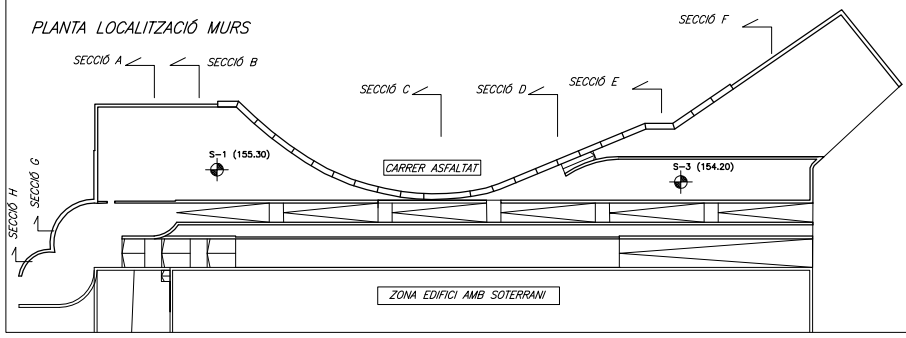 PLANTA LOCALITZACIÓ MURS
SECCIÓ F
SECCIÓ A
SECCIÓ B
SECCIÓ C
SECCIÓ D
SECCIÓ E
S-1 (155.30)
CARRER ASFALTAT
S-3 (154.20)
SECCIÓ G
SECCIÓ H
ZONA EDIFICI AMB SOTERRANI